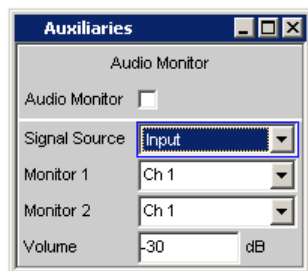 Auxiliaries
Audio Monitor
Audio Monitor
Signal Source Input
Monitor 1 Ch 1
Monitor 2 Ch 1
Volume -30 dB